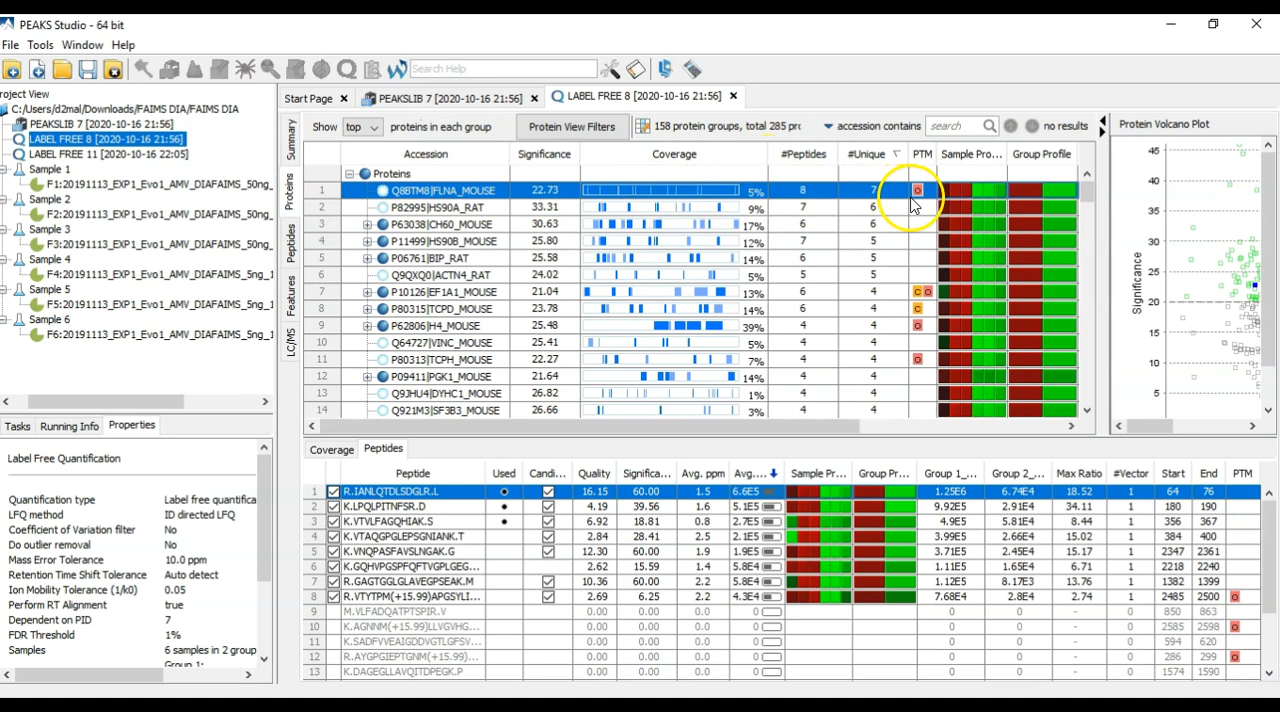 PEAKS Studio - 64 bit
File Tools Window Help
Search Help
roject View
C:/Users/d2mal/Downloads/FAIMS DIA/FAIMS DIA
PEAKSLIB 7 [2020-10-16 21:56]
LABEL FREE 8 [2020-10-16 21:56]
LABEL FREE 11 [2020-10-16 22:05]
Sample 1
F1:20191113_EXP1_Evo1_AMV_DIAFAIMS_50ng_
Sample 2
F2:20191113_EXP1_Evo1_AMV_DIAFAIMS_50ng_
Sample 3
F3:20191113_EXP1_Evo1_AMV_DIAFAIMS_50ng_
Sample 4
F4:20191113_EXP1_Evo1_AMV_DIAFAIMS_5ng_1
Sample 5
F5:20191113_EXP1_Evo1_AMV_DIAFAIMS_5ng_1
Sample 6
F6:20191113_EXP1_Evo1_AMV_DIAFAIMS_5ng_1
Tasks Running Info Properties
Label Free Quantification
Quantification type Label free quantifica
LFQ method ID directed LFQ
Coefficient of Variation filter No
Do outlier removal No
Mass Error Tolerance 10.0 ppm
Retention Time Shift Tolerance Auto detect
Ion Mobility Tolerance (1/k0) 0.05
Perform RT Alignment true
Dependent on PID 7
FDR Threshold 1%
Samples 6 samples in 2 group
Group 1:
Start Page PEAKSLIB 7 [2020-10-16 21:56] LABEL FREE 8 [2020-10-16 21:56]
Summary
Proteins
Peptides
Features
LC/MS
Show top proteins in each group Protein View Filters 158 protein groups, total 285 pr accession contains search no results
Accession Significance Coverage #Peptides #Unique PTM Sample Pro... Group Profile
Proteins
1 Q8BTM8|FLNA_MOUSE 22.73 5% 8 7 O
2 P82995|HS90A_RAT 33.31 9% 7 6
3 P63038|CH60_MOUSE 30.63 17% 6 6
4 P11499|HS90B_MOUSE 25.80 12% 7 5
5 P06761|BIP_RAT 25.58 14% 6 5
6 Q9QXQ0|ACTN4_RAT 24.02 5% 5 5
7 P10126|EF1A1_MOUSE 21.04 13% 6 4 C O
8 P80315|TCPD_MOUSE 23.78 14% 6 4 C
9 P62806|H4_MOUSE 25.48 39% 4 4 O
10 Q64727|VINC_MOUSE 25.41 5% 4 4
11 P80313|TCPH_MOUSE 22.27 7% 4 4 O
12 P09411|PGK1_MOUSE 21.64 14% 4 4
13 Q9JHU4|DYHC1_MOUSE 26.82 1% 4 4
14 Q921M3|SF3B3_MOUSE 26.66 3% 4 4
Protein Volcano Plot
Significance
45
40
35
30
25
20
15
10
5
Coverage Peptides
Peptide Used Candi... Quality Significa... Avg. ppm Avg.... Sample Pr... Group Pr... Group 1_... Group 2_... Max Ratio #Vector Start End PTM
1 R.IANLQTDLSDGLR.L 16.15 60.00 1.5 6.6E5 1.25E6 6.74E4 18.52 1 64 76
2 K.LPQLPITNFSR.D 4.19 39.56 1.6 5.1E5 9.92E5 2.91E4 34.11 1 180 190
3 K.VTVLFAGQHIAK.S 6.92 18.81 0.8 2.7E5 4.9E5 5.81E4 8.44 1 356 367
4 K.VTAQGPGLEPSGNIANK.T 2.84 28.41 2.5 2.1E5 3.99E5 2.66E4 15.02 1 384 400
5 K.VNQPASFAVSLNGAK.G 12.30 60.00 1.1 1.9E5 3.71E5 2.45E4 15.17 1 2347 2361
6 K.GQHVPGSPFQFTVGPLGEG... 2.62 15.59 1.4 5.8E4 1.11E5 1.65E4 6.71 1 2218 2240
7 R.GAGTGGLGLAVEGPSEAK.M 10.36 60.00 2.2 5.8E4 1.12E5 8.17E3 13.76 1 1382 1399
8 R.VTYTPM(+15.99)APGSYLI... 2.69 6.25 2.2 4.3E4 7.68E4 2.8E4 2.74 1 2485 2500 O
9 M.VLFADQATPTSPIR.V 0.00 0.00 0.0 0.0 0 0 - 0 850 863
10 K.AGNNM(+15.99)LLVGVHG... 0.00 0.00 0.0 0.0 0 0 - 0 2585 2598 O
11 K.SADFVVEAIGDDVGTLGFSV... 0.00 0.00 0.0 0.0 0 0 - 0 594 620
12 R.AYGPGIEPTGNM(+15.99)... 0.00 0.00 0.0 0.0 0 0 - 0 286 299 O
13 K.DAGEGLLAVQITDPEGK.P 0.00 0.00 0.0 0.0 0 0 - 0 1574 1590